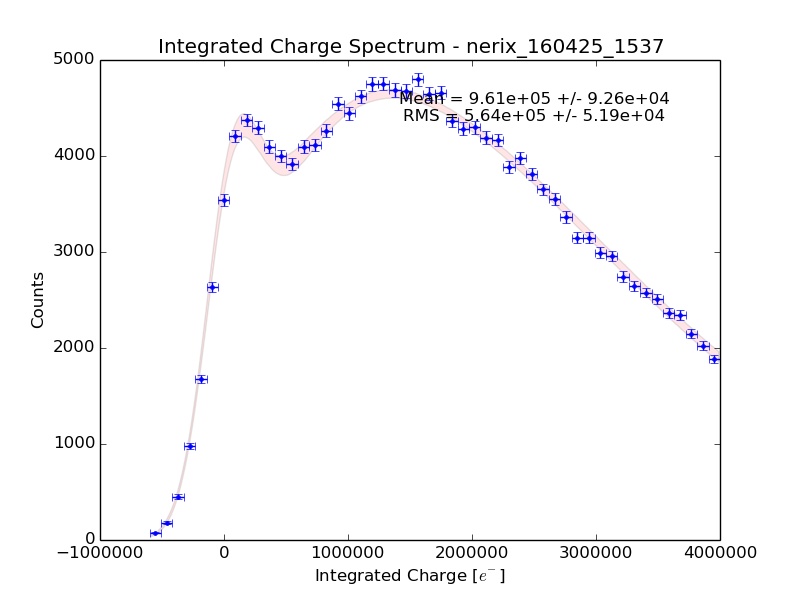 Integrated Charge Spectrum - nerix_160425_1537
5000
Mean = 9.61e+05 +/- 9.26e+04
RMS = 5.64e+05 +/- 5.19e+04
4000
3000
Counts
2000
1000
0
−1000000 0 1000000 2000000 3000000 4000000
Integrated Charge [e⁻]